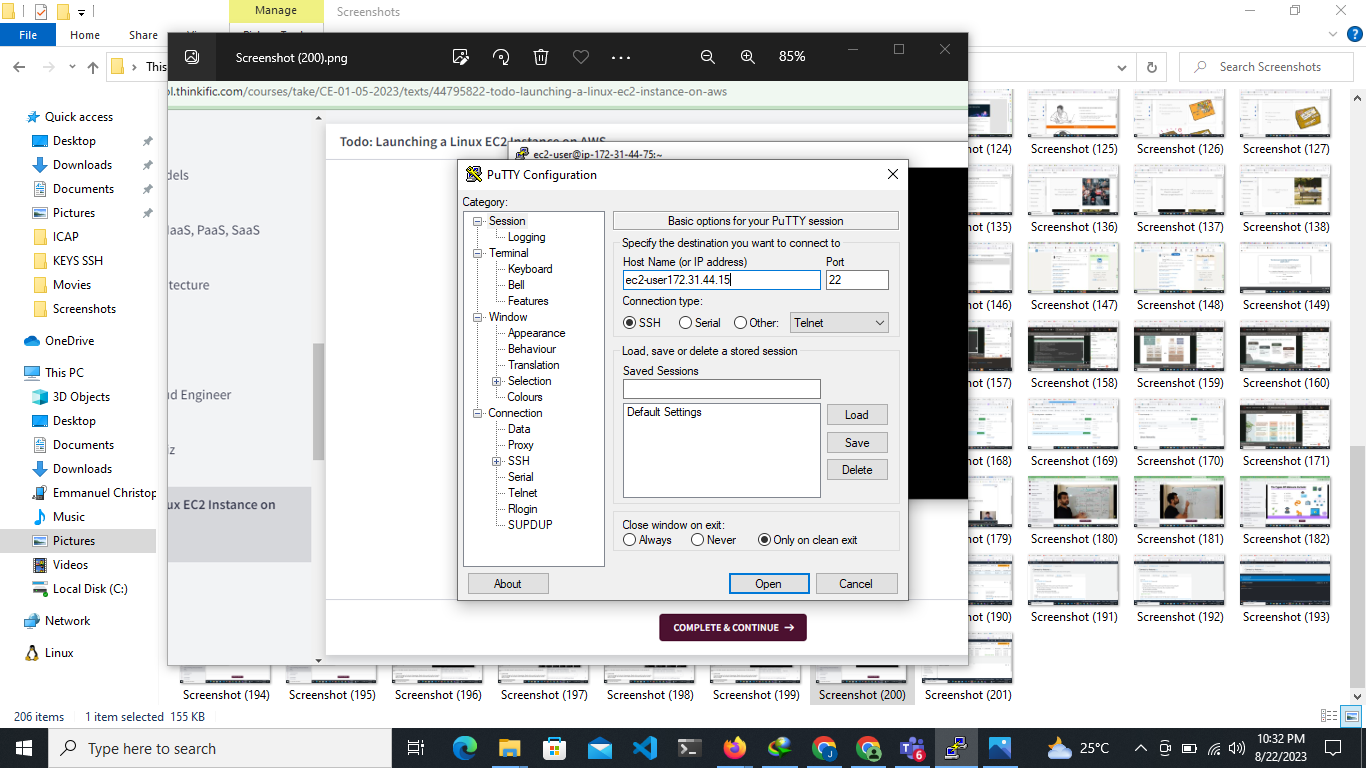 Manage
Screenshots
File
Home
Share
This
Search Screenshots
Screenshot (200).png
85%
ol.thinkific.com/courses/take/CE-01-05-2023/texts/44795822-todo-launching-a-linux-ec2-instance-on-aws
Todo: Launching a Linux EC2 Instance on AWS
ec2-user@ip-172-31-44-75:~
PuTTY Configuration
Category:
Session
Logging
Terminal
Keyboard
Bell
Features
Window
Appearance
Behaviour
Translation
Selection
Colours
Connection
Data
Proxy
SSH
Serial
Telnet
Rlogin
SUPDUP
Basic options for your PuTTY session
Specify the destination you want to connect to
Host Name (or IP address)
Port
ec2-user172.31.44.15
22
Connection type:
SSH
Serial
Other:
Telnet
Load, save or delete a stored session
Saved Sessions
Default Settings
Load
Save
Delete
Close window on exit:
Always
Never
Only on clean exit
About
Open
Cancel
dels
IaaS, PaaS, SaaS
tecture
ud Engineer
iz
ux EC2 Instance on
COMPLETE & CONTINUE →
Quick access
Desktop
Downloads
Documents
Pictures
ICAP
KEYS SSH
Movies
Screenshots
OneDrive
This PC
3D Objects
Desktop
Documents
Downloads
Emmanuel Christop
Music
Pictures
Videos
Local Disk (C:)
Network
Linux
ot (124)
Screenshot (125)
Screenshot (126)
Screenshot (127)
ot (135)
Screenshot (136)
Screenshot (137)
Screenshot (138)
ot (146)
Screenshot (147)
Screenshot (148)
Screenshot (149)
ot (157)
Screenshot (158)
Screenshot (159)
Screenshot (160)
ot (168)
Screenshot (169)
Screenshot (170)
Screenshot (171)
ot (179)
Screenshot (180)
Screenshot (181)
Screenshot (182)
ot (190)
Screenshot (191)
Screenshot (192)
Screenshot (193)
Screenshot (194)
Screenshot (195)
Screenshot (196)
Screenshot (197)
Screenshot (198)
Screenshot (199)
Screenshot (200)
Screenshot (201)
206 items
1 item selected 155 KB
Type here to search
6
25°C
10:32 PM
8/22/2023